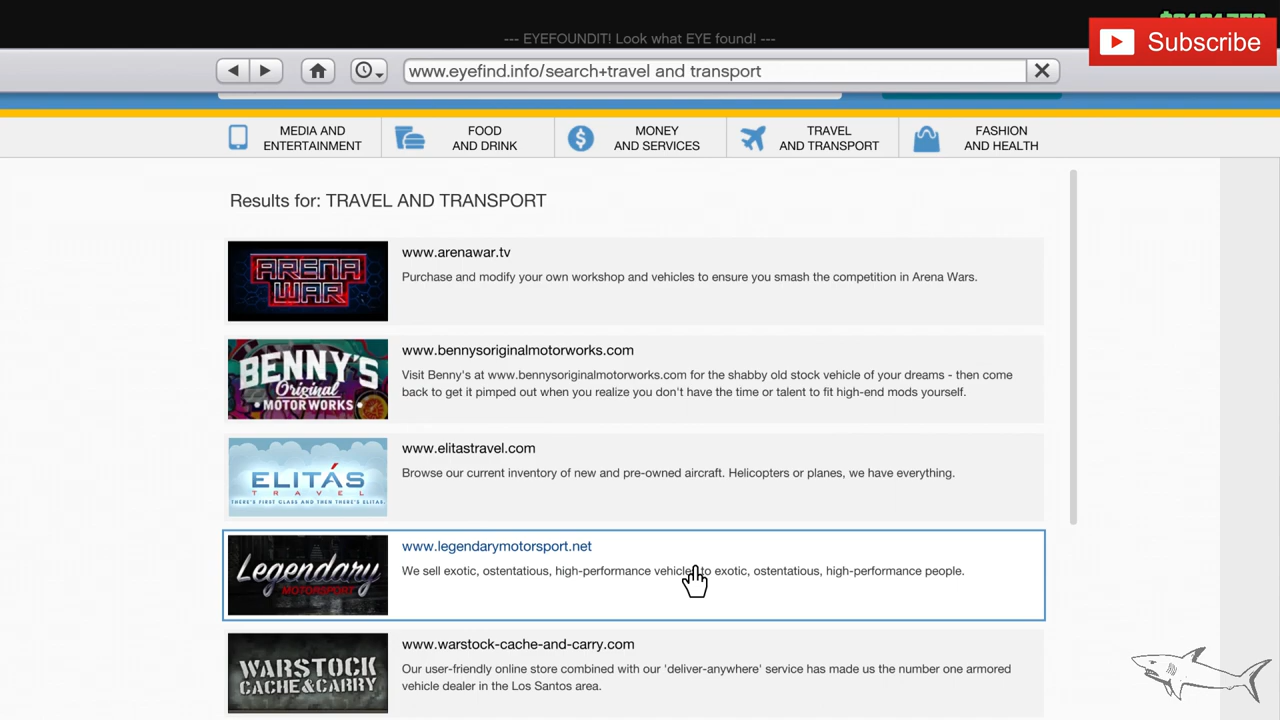 --- EYEFOUNDIT! Look what EYE found! ---
Subscribe
www.eyefind.info/search+travel and transport
MEDIA AND
ENTERTAINMENT
FOOD
AND DRINK
MONEY
AND SERVICES
TRAVEL
AND TRANSPORT
FASHION
AND HEALTH
Results for: TRAVEL AND TRANSPORT
ARENA
WAR
www.arenawar.tv
Purchase and modify your own workshop and vehicles to ensure you smash the competition in Arena Wars.
BENNY'S
Original
MOTOR WORKS
www.bennysoriginalmotorworks.com
Visit Benny's at www.bennysoriginalmotorworks.com for the shabby old stock vehicle of your dreams - then come
back to get it pimped out when you realize you don't have the time or talent to fit high-end mods yourself.
ELITÁS
TRAVEL
THERE'S FIRST CLASS AND THEN THERE'S ELITAS.
www.elitastravel.com
Browse our current inventory of new and pre-owned aircraft. Helicopters or planes, we have everything.
Legendary
MOTORSPORT
www.legendarymotorsport.net
We sell exotic, ostentatious, high-performance vehicles to exotic, ostentatious, high-performance people.
WARSTOCK
CACHE&CARRY
www.warstock-cache-and-carry.com
Our user-friendly online store combined with our 'deliver-anywhere' service has made us the number one armored
vehicle dealer in the Los Santos area.